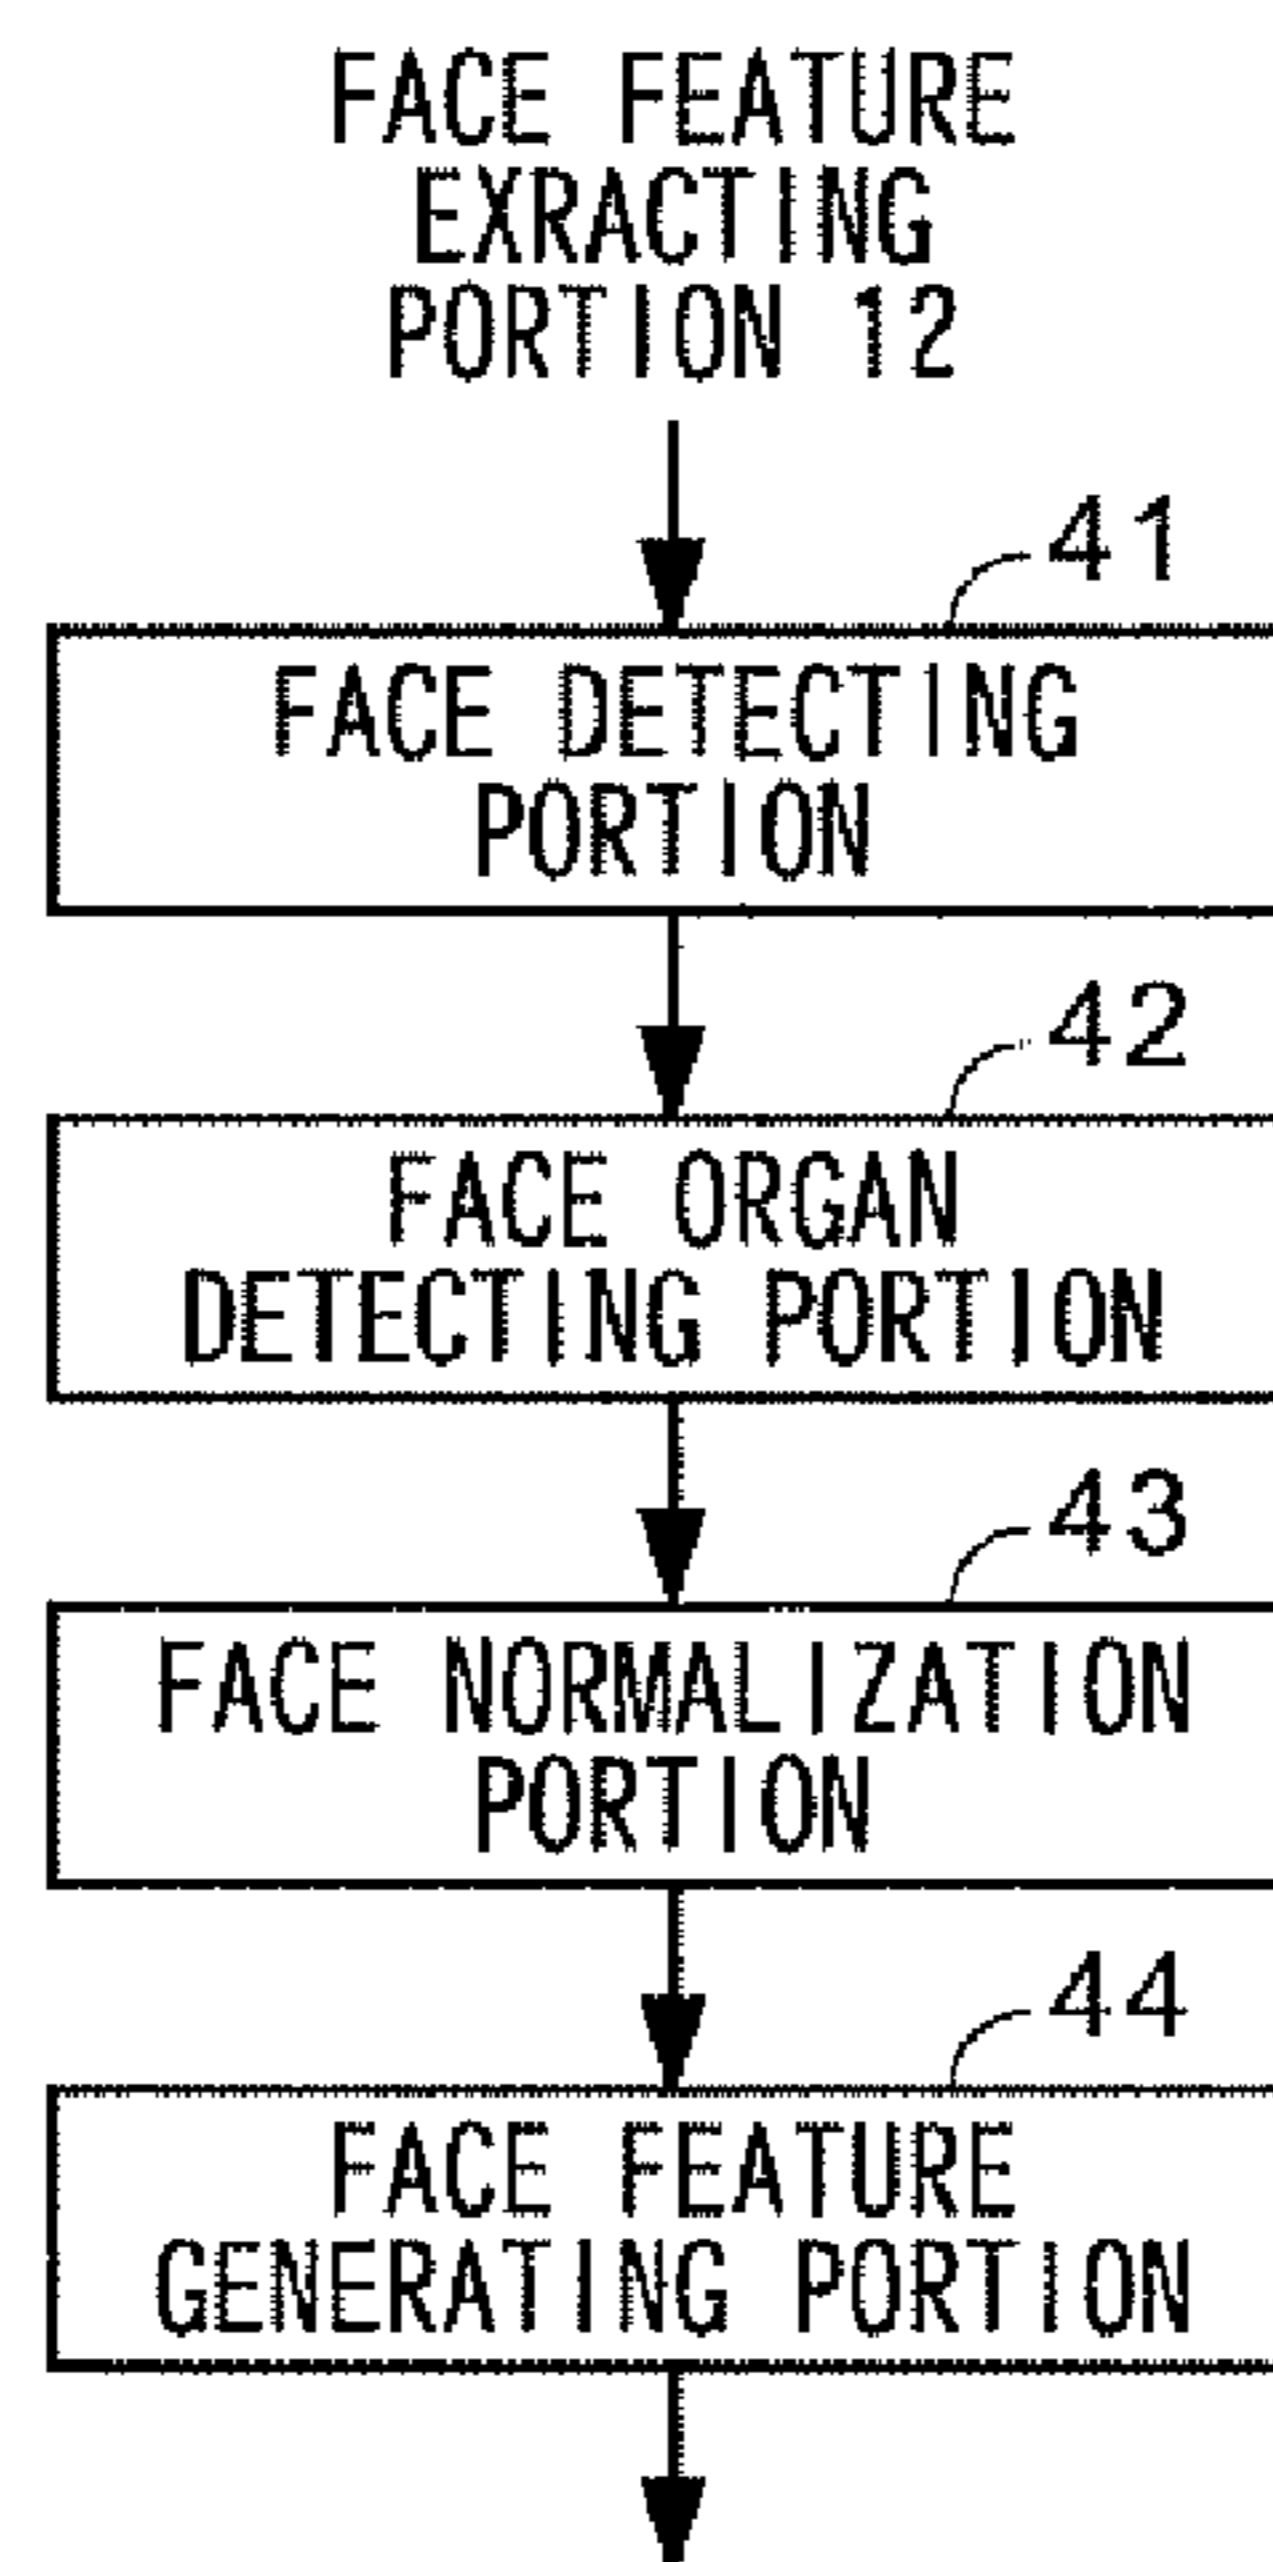 FACE FEATURE
EXRACTING
PORTION 12
41
FACE DETECTING
PORTION
42
FACE ORGAN
DETECTING PORTION
43
FACE NORMALIZATION
PORTION
44
FACE FEATURE
GENERATING PORTION